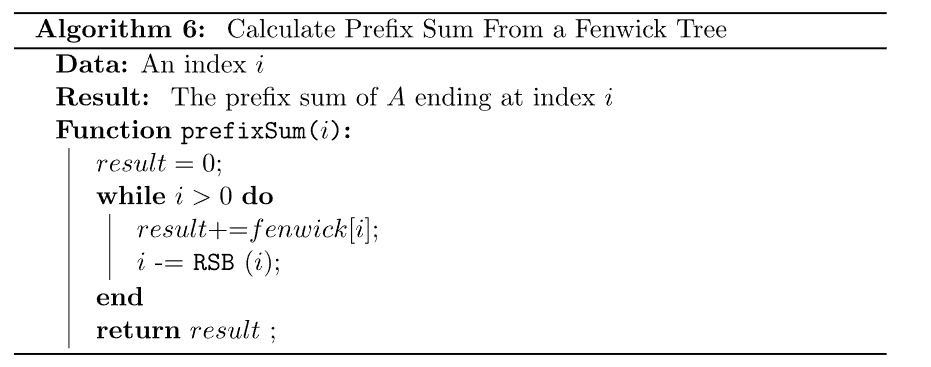 Algorithm 6: Calculate Prefix Sum From a Fenwick Tree
Data: An index i
Result: The prefix sum of A ending at index i
Function prefixSum(i):
result = 0;
while i > 0 do
result+=fenwick[i];
i -= RSB (i);
end
return result ;